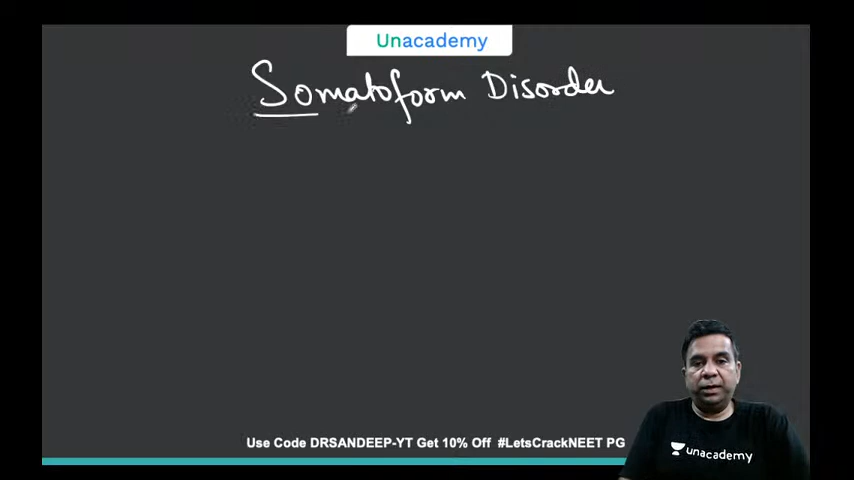 Unacademy
Somatoform Disorder
unacademy
Use Code DRSANDEEP-YT Get 10% Off #LetsCrackNEET PG